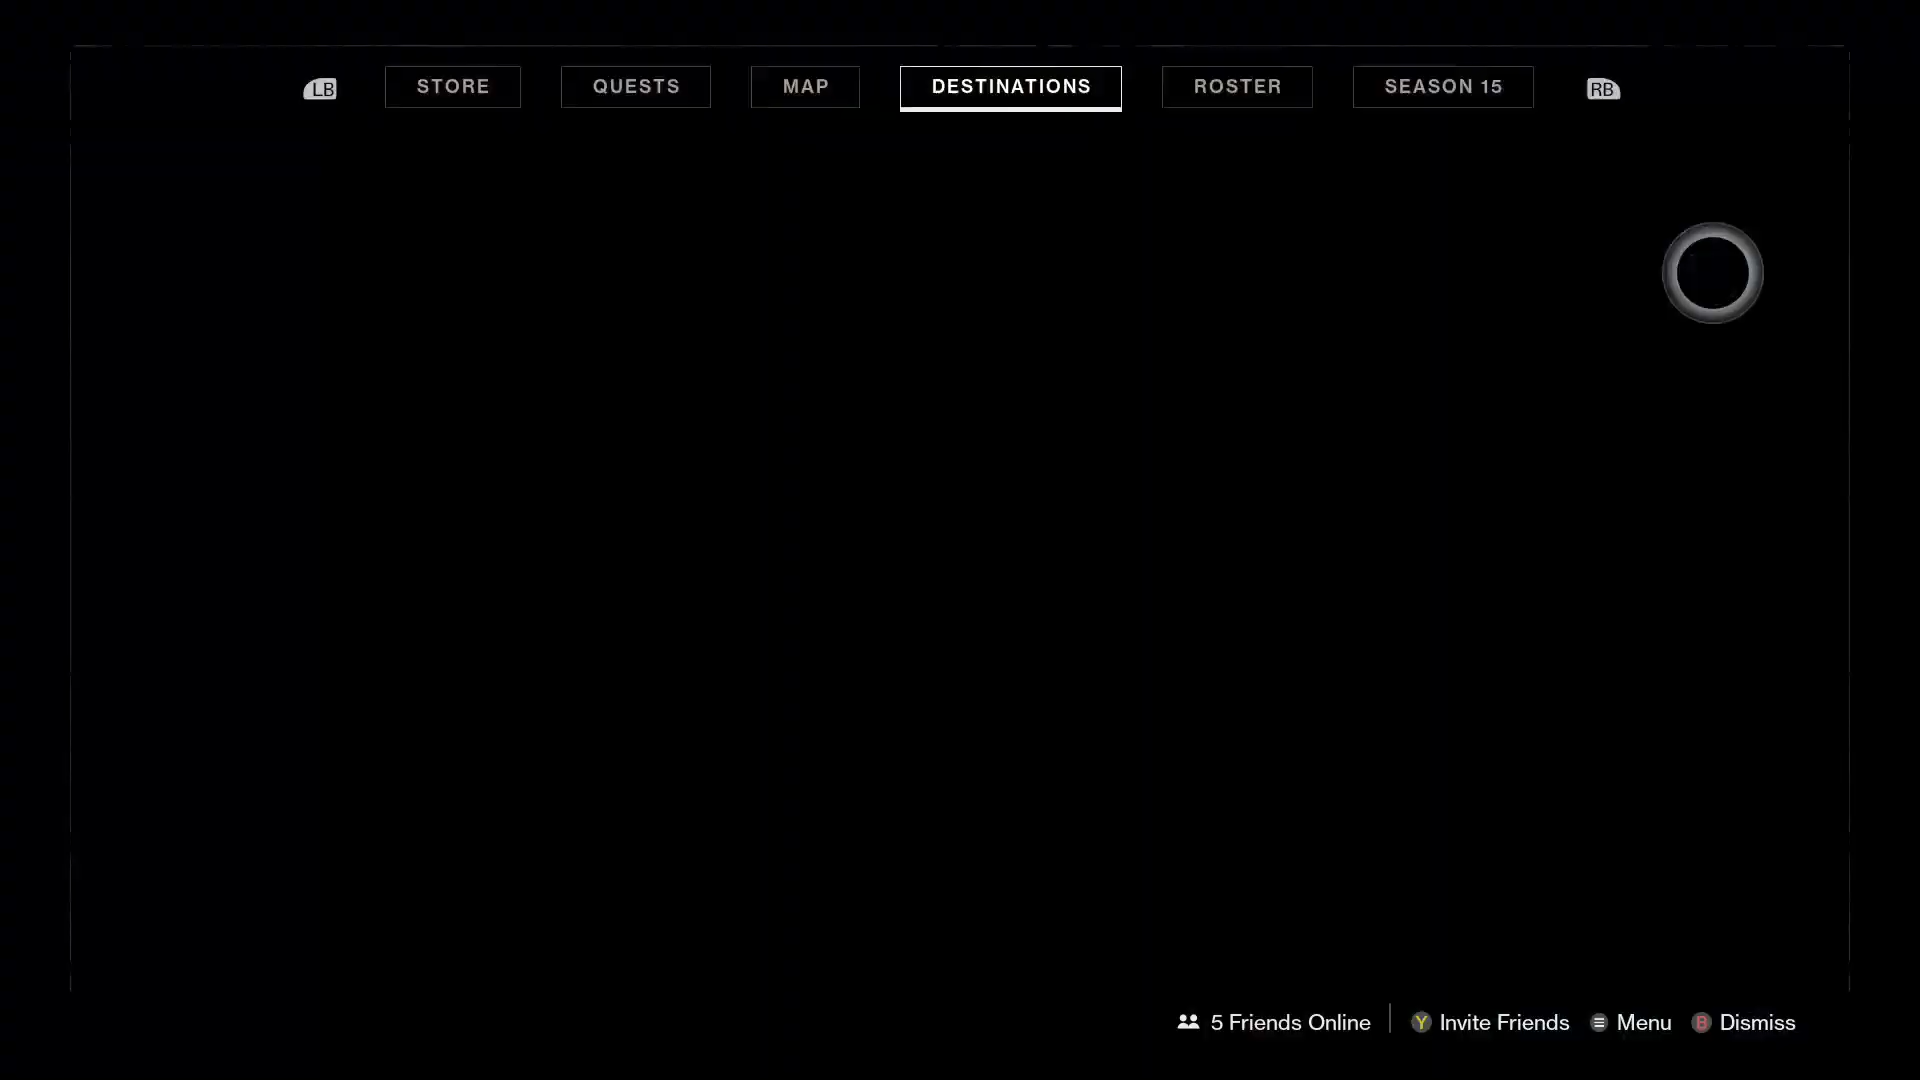 LB STORE QUESTS MAP DESTINATIONS ROSTER SEASON 15 RB
5 Friends Online Y Invite Friends Menu B Dismiss